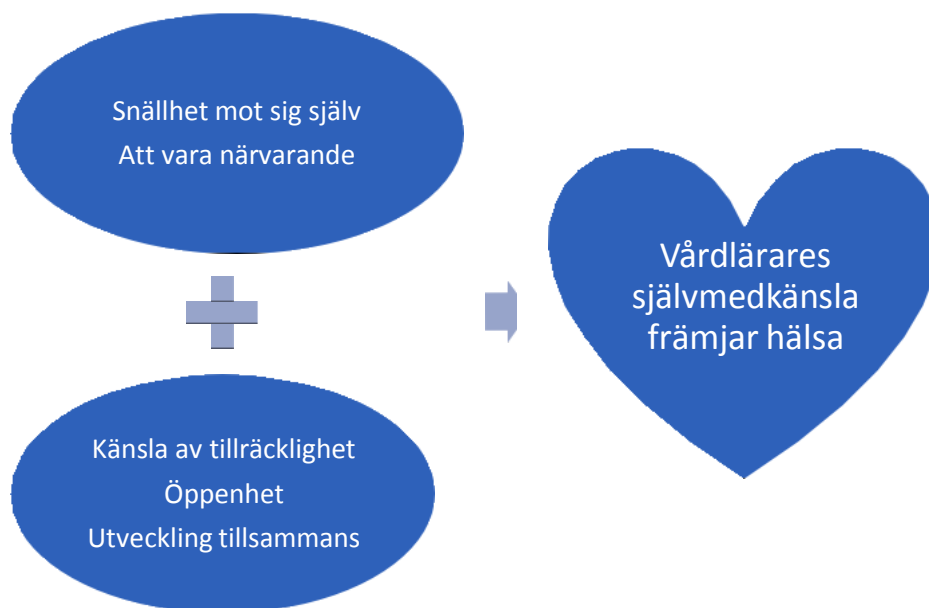 Snällhet mot sig själv
Att vara närvarande
Känsla av tillräcklighet
Öppenhet
Utveckling tillsammans
Vårdlärares
självmedkänsla
främjar hälsa